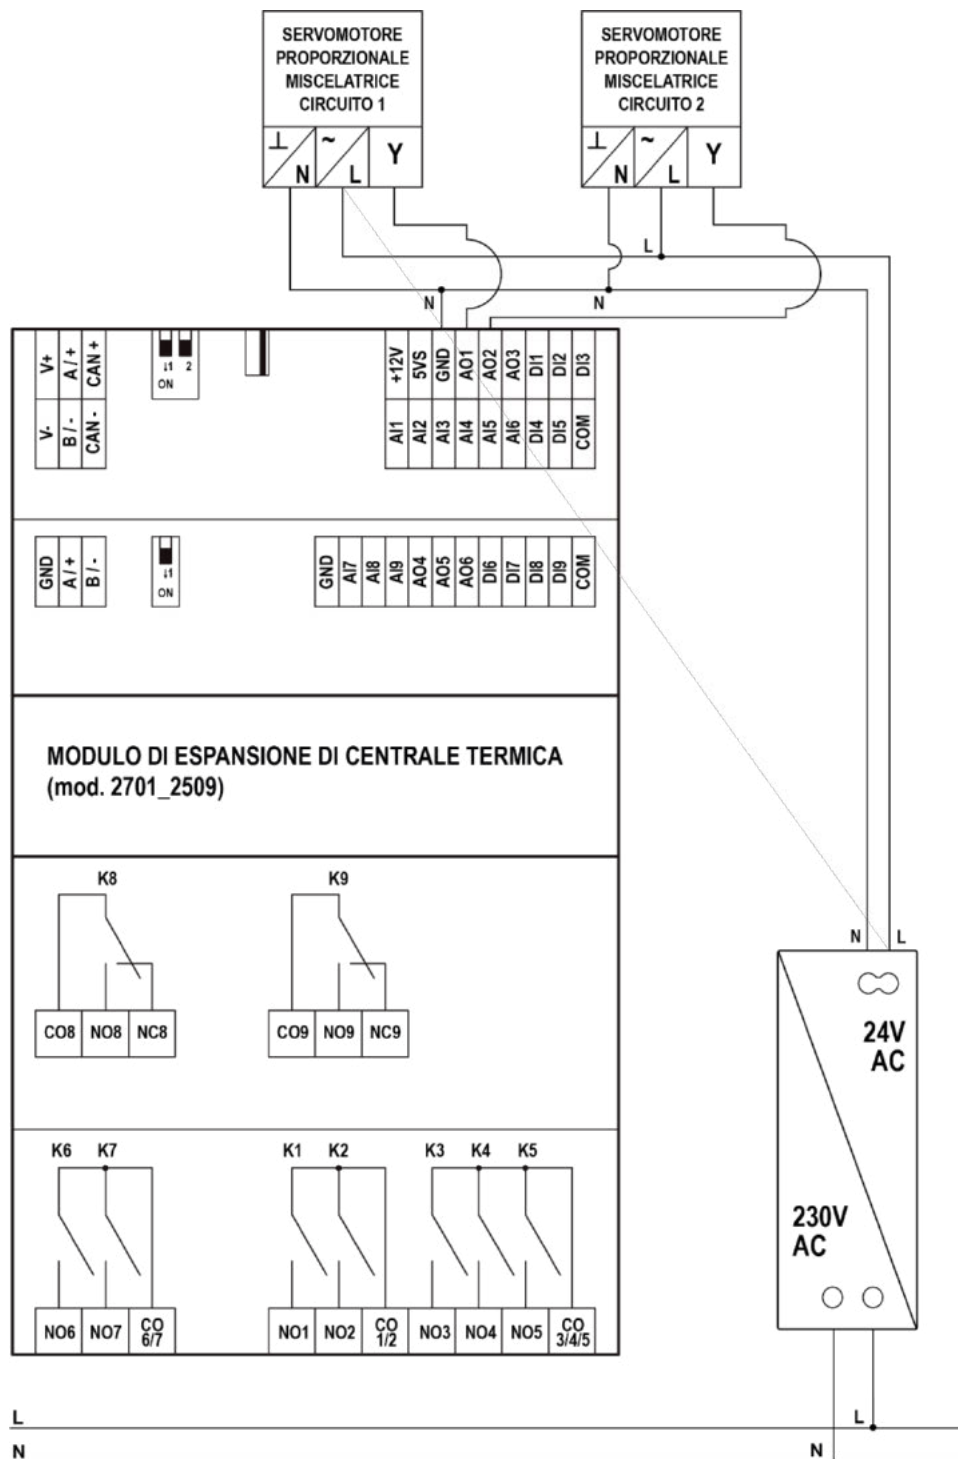 SERVOMOTORE
PROPORZIONALE
MISCELATRICE
CIRCUITO 1
SERVOMOTORE
PROPORZIONALE
MISCELATRICE
CIRCUITO 2
⊥ N ~ L Y
⊥ N ~ L Y
L
N N
V+ A/+ CAN+
↓1 2
ON
+12V 5VS GND AO1 AO2 AO3 DI1 DI2 DI3
V- B/- CAN-
AI1 AI2 AI3 AI4 AI5 AI6 DI4 DI5 COM
GND A/+ B/-
↓1
ON
GND AI7 AI8 AI9 AO4 AO5 AO6 DI6 DI7 DI8 DI9 COM
MODULO DI ESPANSIONE DI CENTRALE TERMICA
(mod. 2701_2509)
K8 K9
N L
CO8 NO8 NC8 CO9 NO9 NC9
24V
AC
K6 K7 K1 K2 K3 K4 K5
230V
AC
NO6 NO7 CO 6/7 NO1 NO2 CO 1/2 NO3 NO4 NO5 CO 3/4/5
L L
N N